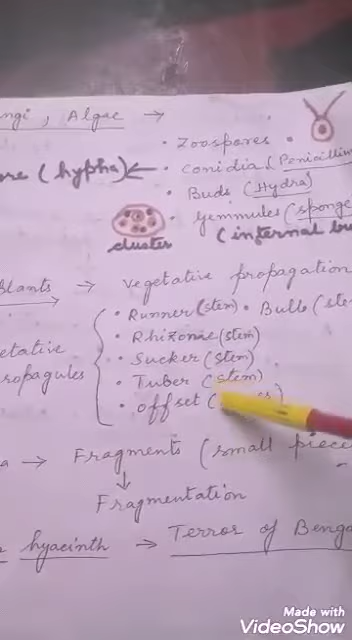 ngi, Algae →
• Zoospores •
re (hypha) ← • Conidia (Penicillium
• Buds (Hydra)
• gemmules (sponge
cluster (internal bu
Plants → Vegetative propagation
• Runner (stem) • Bulb (ste
etative • Rhizome (stem)
ropagules • Sucker (stem)
• Tuber (stem)
• offset (
a → Fragments (small piece
↓
Fragmentation
hyacinth → Terror of Benga
Made with
VideoShow